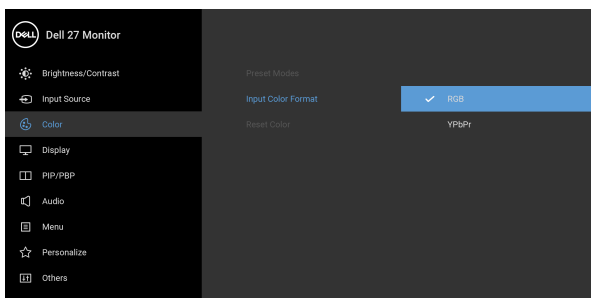 DELL
Dell 27 Monitor
Brightness/Contrast
Input Source
Color
Display
PIP/PBP
Audio
Menu
Personalize
Others
Preset Modes
Input Color Format
Reset Color
RGB
YPbPr